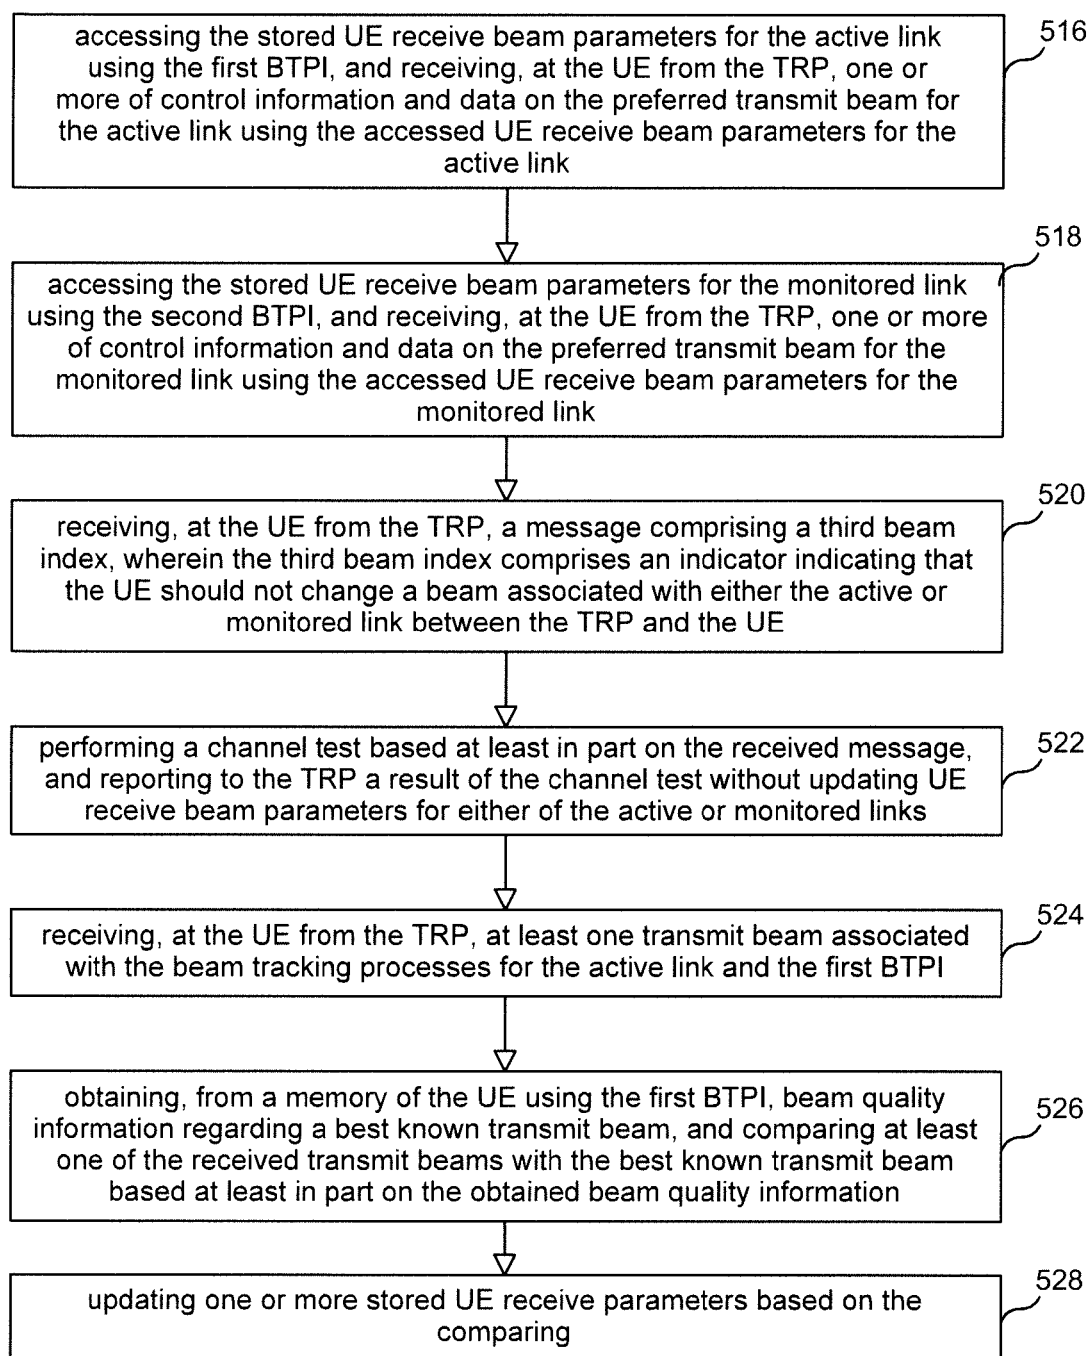 accessing the stored UE receive beam parameters for the active link
using the first BTPI, and receiving, at the UE from the TRP, one or
more of control information and data on the preferred transmit beam for
the active link using the accessed UE receive beam parameters for the
active link
516
accessing the stored UE receive beam parameters for the monitored link
using the second BTPI, and receiving, at the UE from the TRP, one or more
of control information and data on the preferred transmit beam for the
monitored link using the accessed UE receive beam parameters for the
monitored link
518
receiving, at the UE from the TRP, a message comprising a third beam
index, wherein the third beam index comprises an indicator indicating that
the UE should not change a beam associated with either the active or
monitored link between the TRP and the UE
520
performing a channel test based at least in part on the received message,
and reporting to the TRP a result of the channel test without updating UE
receive beam parameters for either of the active or monitored links
522
receiving, at the UE from the TRP, at least one transmit beam associated
with the beam tracking processes for the active link and the first BTPI
524
obtaining, from a memory of the UE using the first BTPI, beam quality
information regarding a best known transmit beam, and comparing at least
one of the received transmit beams with the best known transmit beam
based at least in part on the obtained beam quality information
526
updating one or more stored UE receive parameters based on the
comparing
528